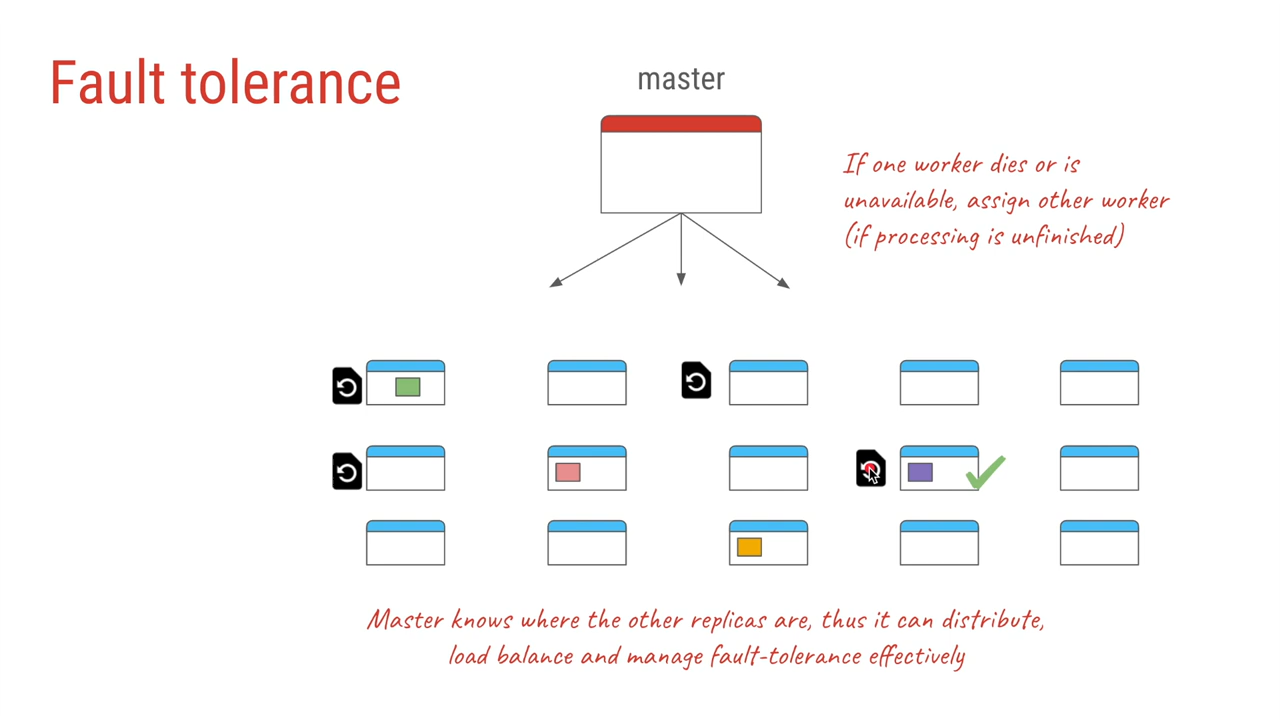 Fault tolerance
master
If one worker dies or is
unavailable, assign other worker
(if processing is unfinished)
Master knows where the other replicas are, thus it can distribute,
load balance and manage fault-tolerance effectively